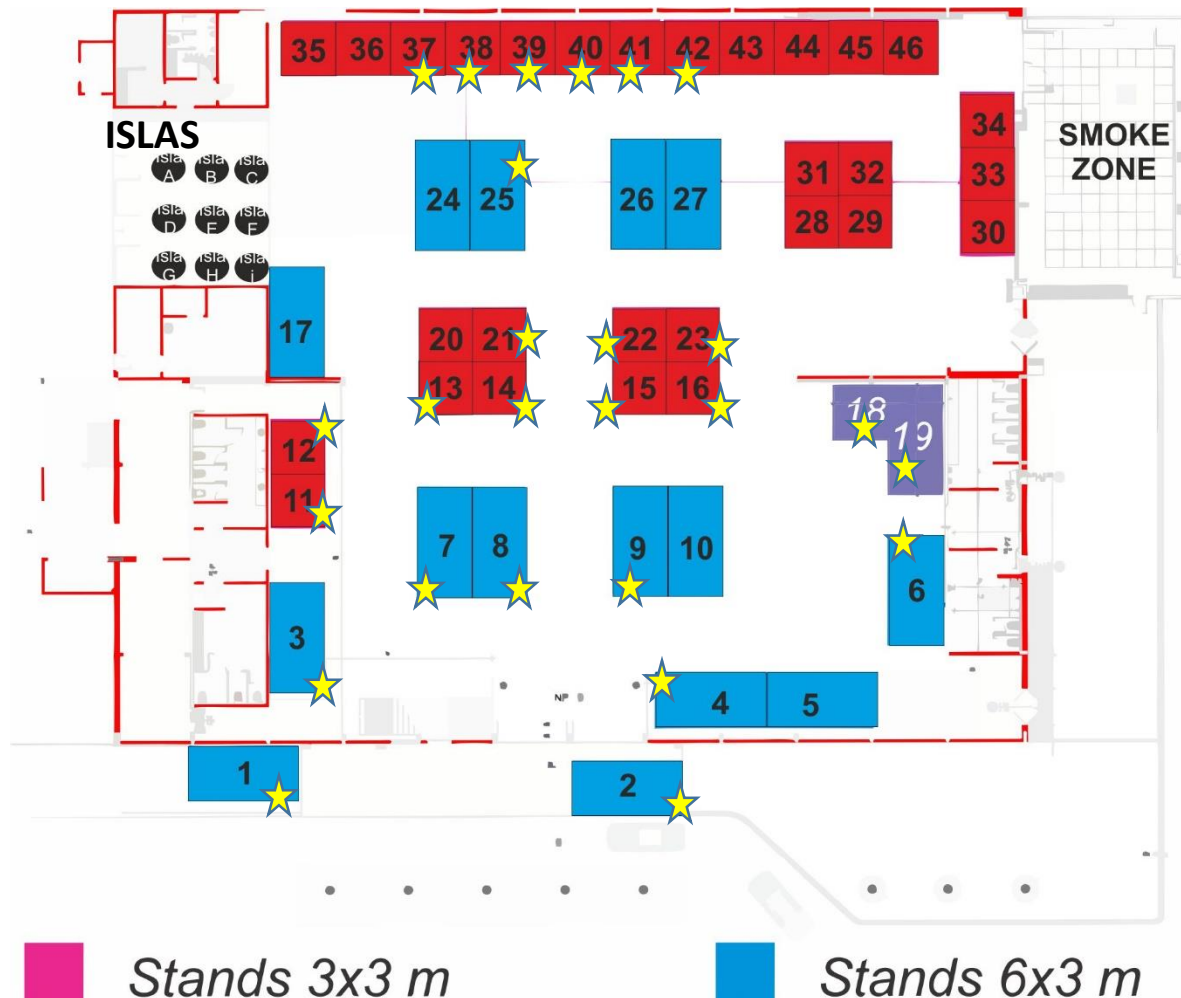 35 36 37 38 39 40 41 42 43 44 45 46
34
ISLAS
SMOKE
ZONE
Isla A
Isla B
Isla C
31 32
33
24 25
26 27
28 29
30
Isla D
Isla E
Isla F
Isla G
Isla H
Isla i
17
20 21
22 23
13 14
15 16
18
19
12
11
7 8
9 10
6
3
4 5
NP
1
2
Stands 3x3 m
Stands 6x3 m